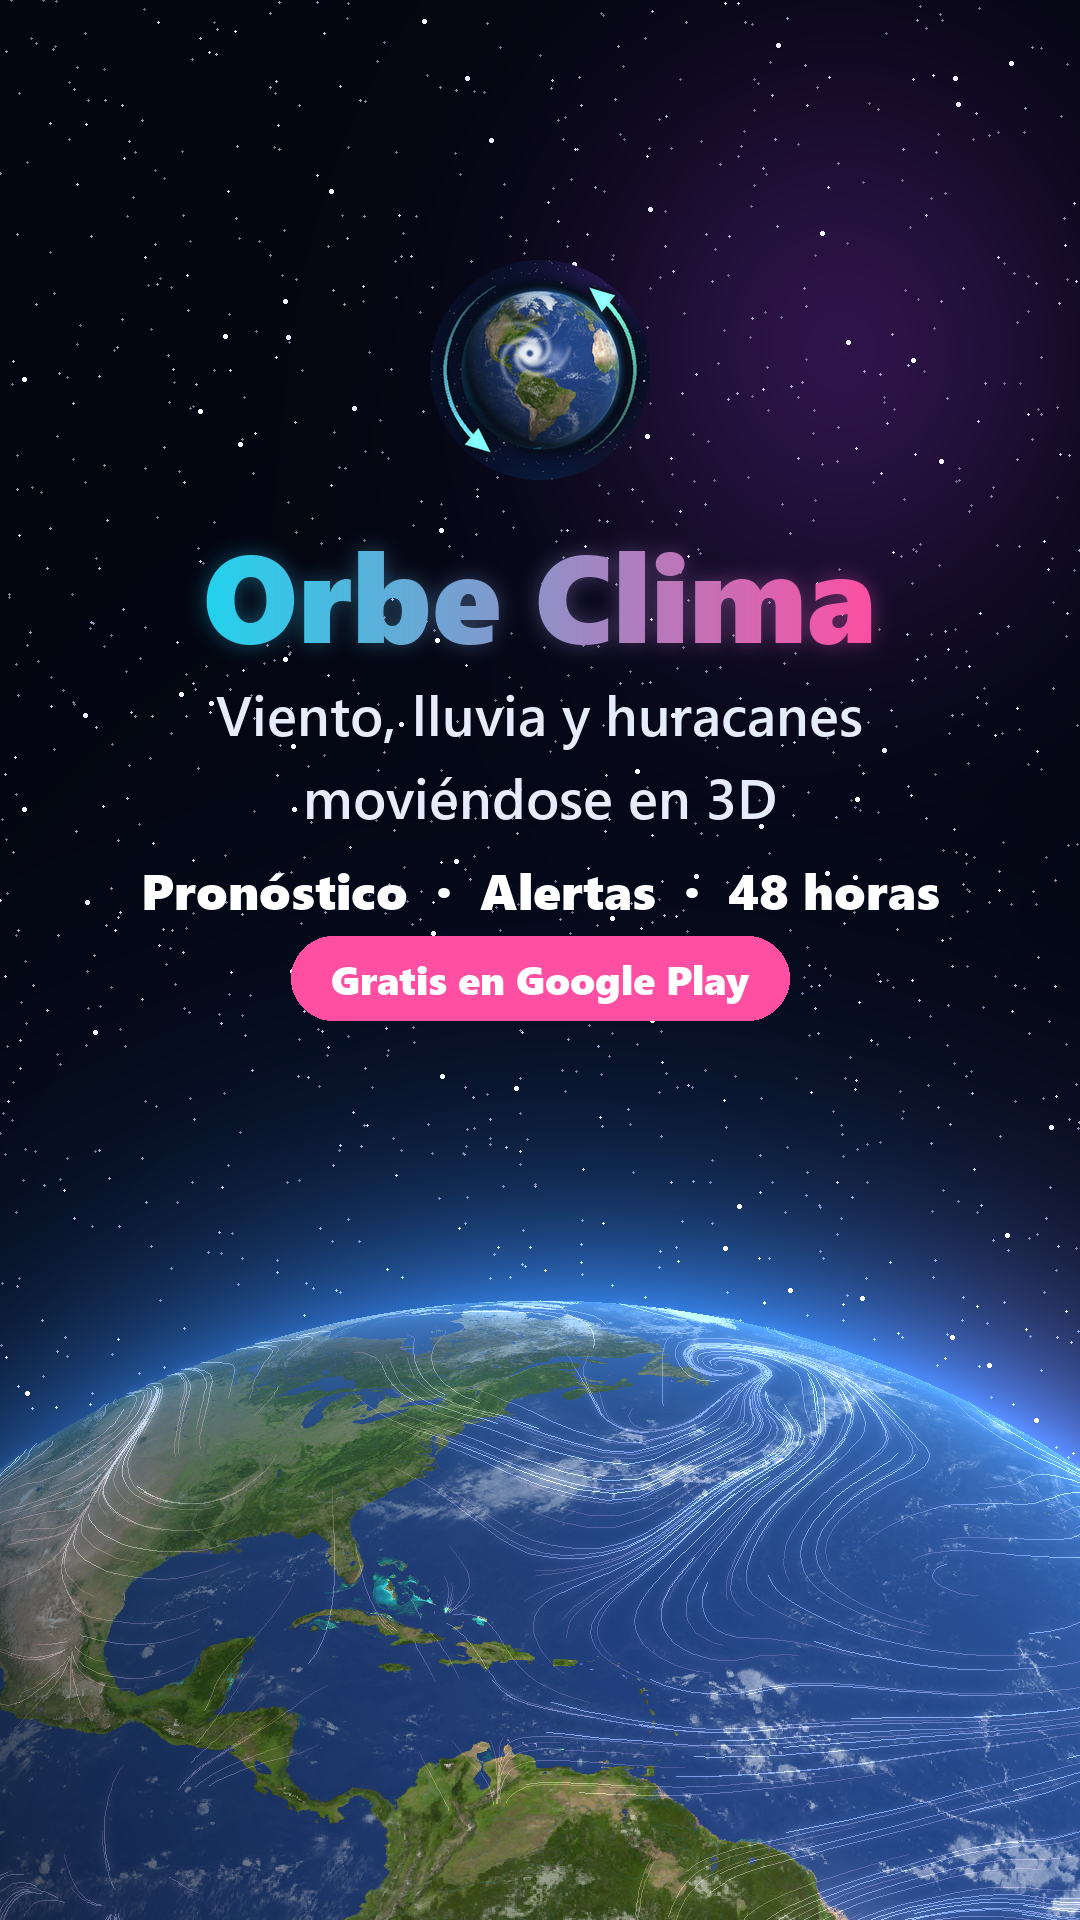 Orbe Clima
Viento, lluvia y huracanes
moviéndose en 3D
Pronóstico · Alertas · 48 horas
Gratis en Google Play